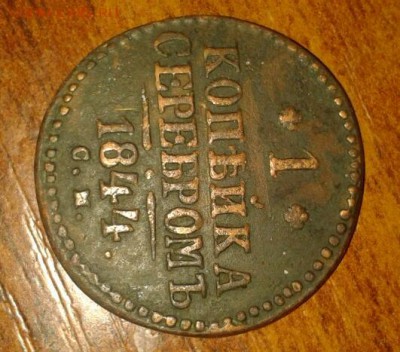 * 1 *
КОПѢЙКА
СЕРЕБРОМЪ
1844.
С. М.